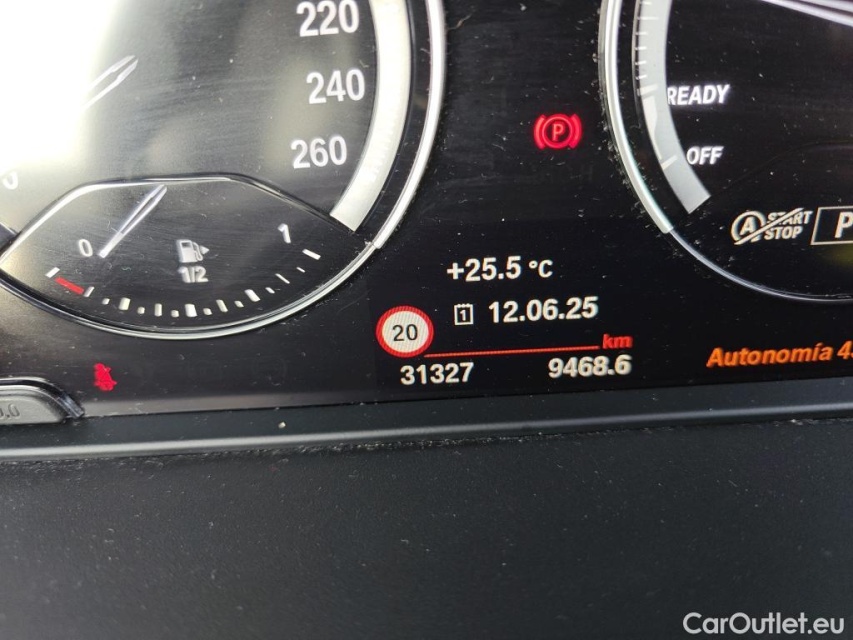 220
240
260
READY
OFF
P
0
1
1/2
A START STOP
P
+25.5 °C
1 12.06.25
20
km
31327
9468.6
Autonomía
CarOutlet.eu